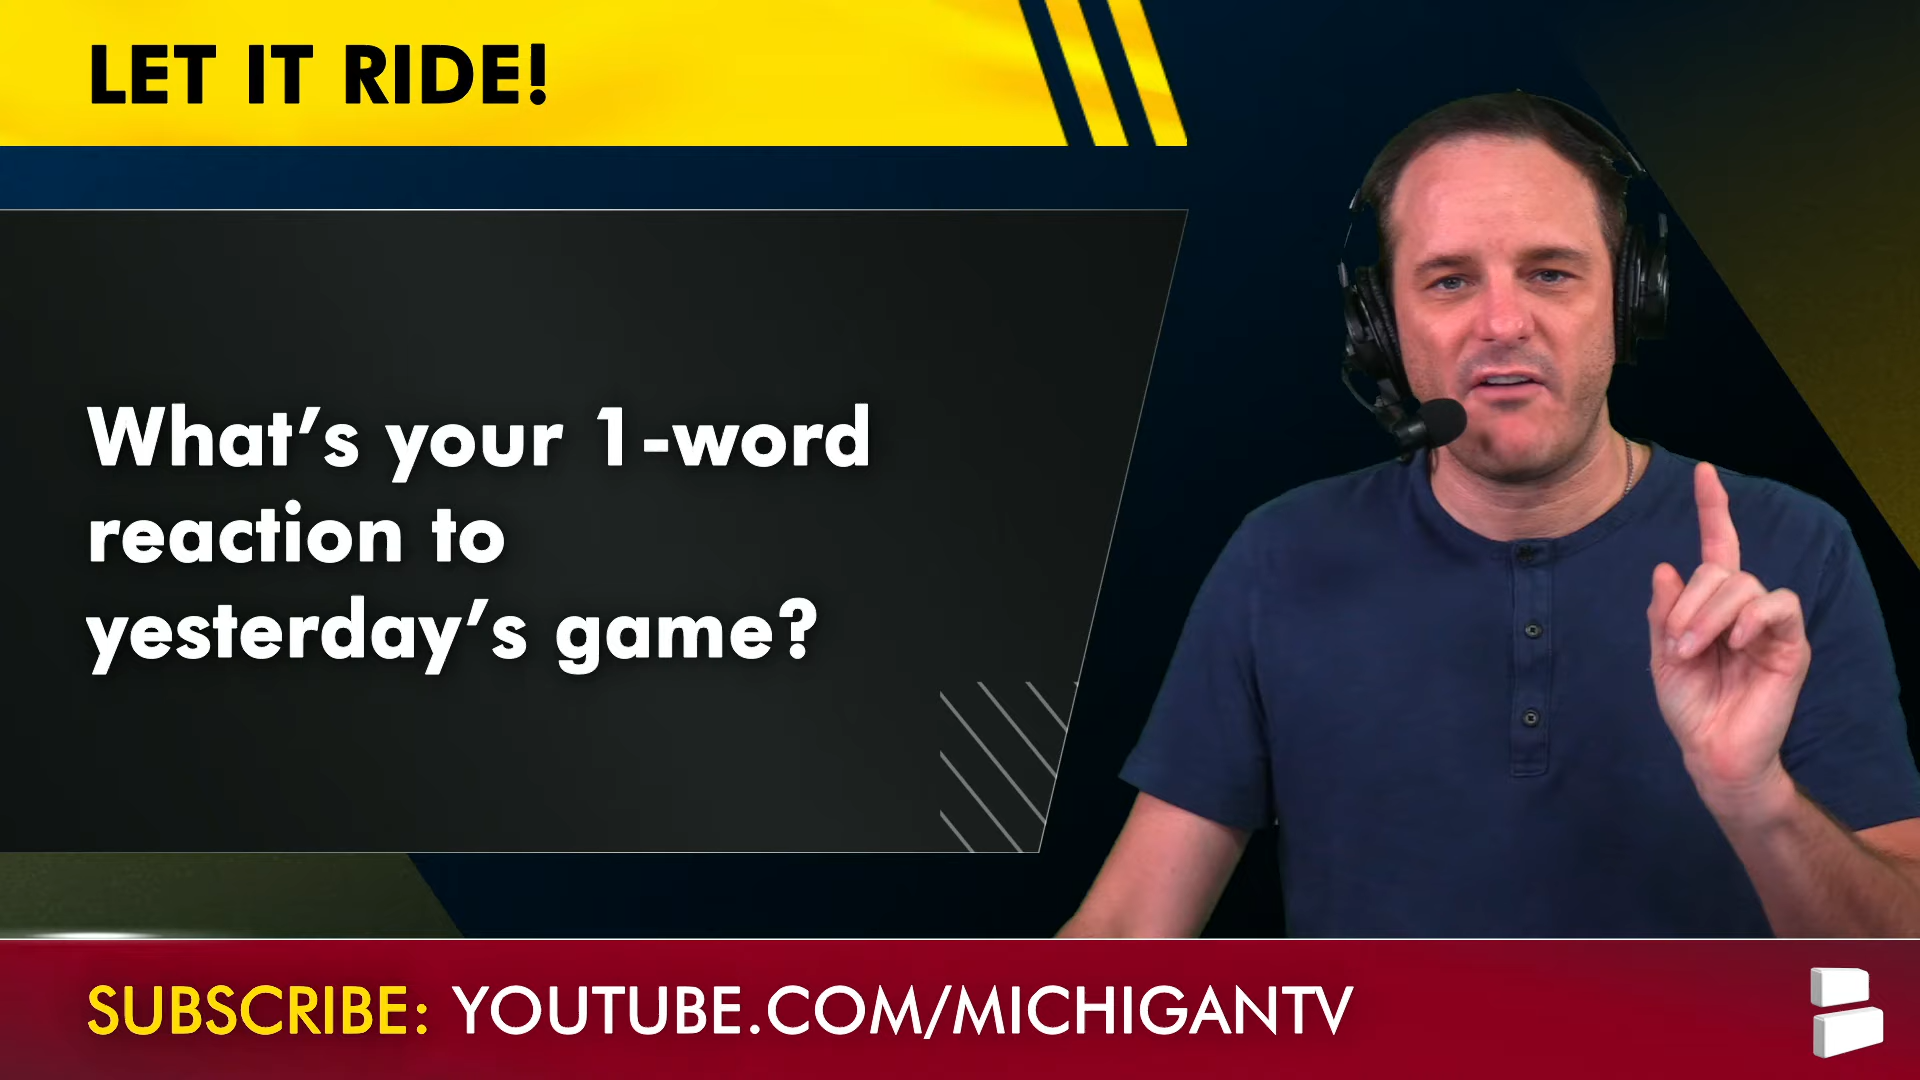 LET IT RIDE!
What's your 1-word
reaction to
yesterday's game?
SUBSCRIBE: YOUTUBE.COM/MICHIGANTV